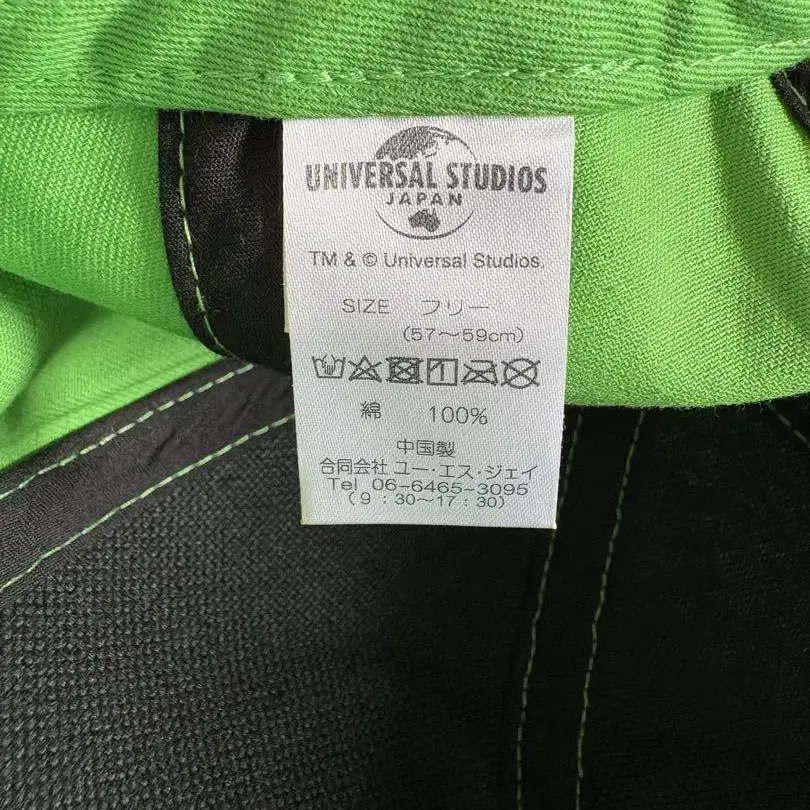 UNIVERSAL STUDIOS
JAPAN
TM & © Universal Studios.
SIZE フリー
(57〜59cm)
綿 100%
中国製
合同会社 ユー・エス・ジェイ
Tel 06-6465-3095
(9:30〜17:30)